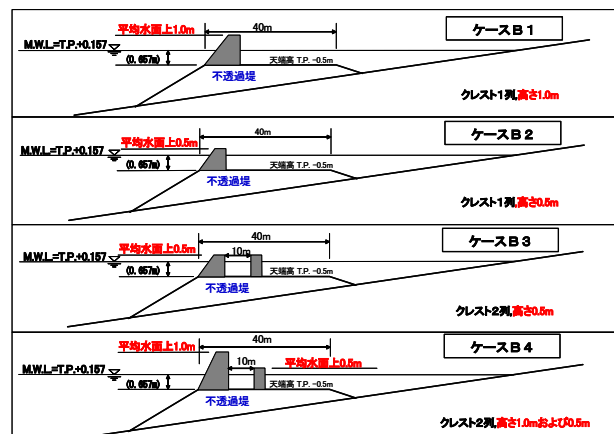 平均水面上1.0m
40m
ケースB1
M.W.L.=T.P.+0.157
(0.657m)
天端高 T.P. -0.5m
不透過堤
クレスト1列,高さ1.0m
平均水面上0.5m
40m
ケースB2
M.W.L.=T.P.+0.157
(0.657m)
天端高 T.P. -0.5m
不透過堤
クレスト1列,高さ0.5m
平均水面上0.5m
40m
ケースB3
10m
M.W.L.=T.P.+0.157
(0.657m)
天端高 T.P. -0.5m
不透過堤
クレスト2列,高さ0.5m
平均水面上1.0m
40m
ケースB4
10m
平均水面上0.5m
M.W.L.=T.P.+0.157
(0.657m)
天端高 T.P. -0.5m
不透過堤
クレスト2列,高さ1.0mおよび0.5m